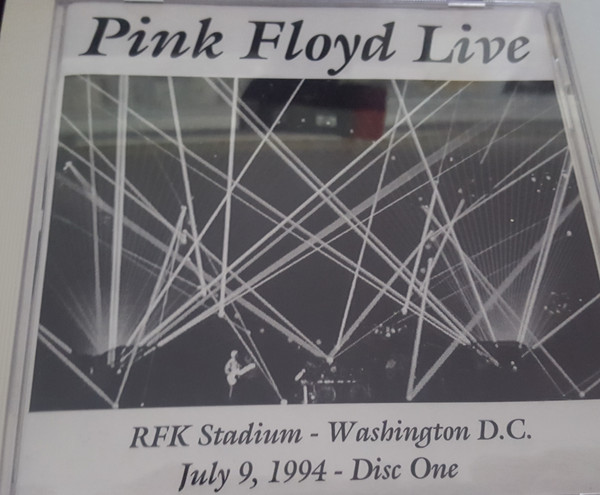 Pink Floyd Live
RFK Stadium - Washington D.C.
July 9, 1994 - Disc One